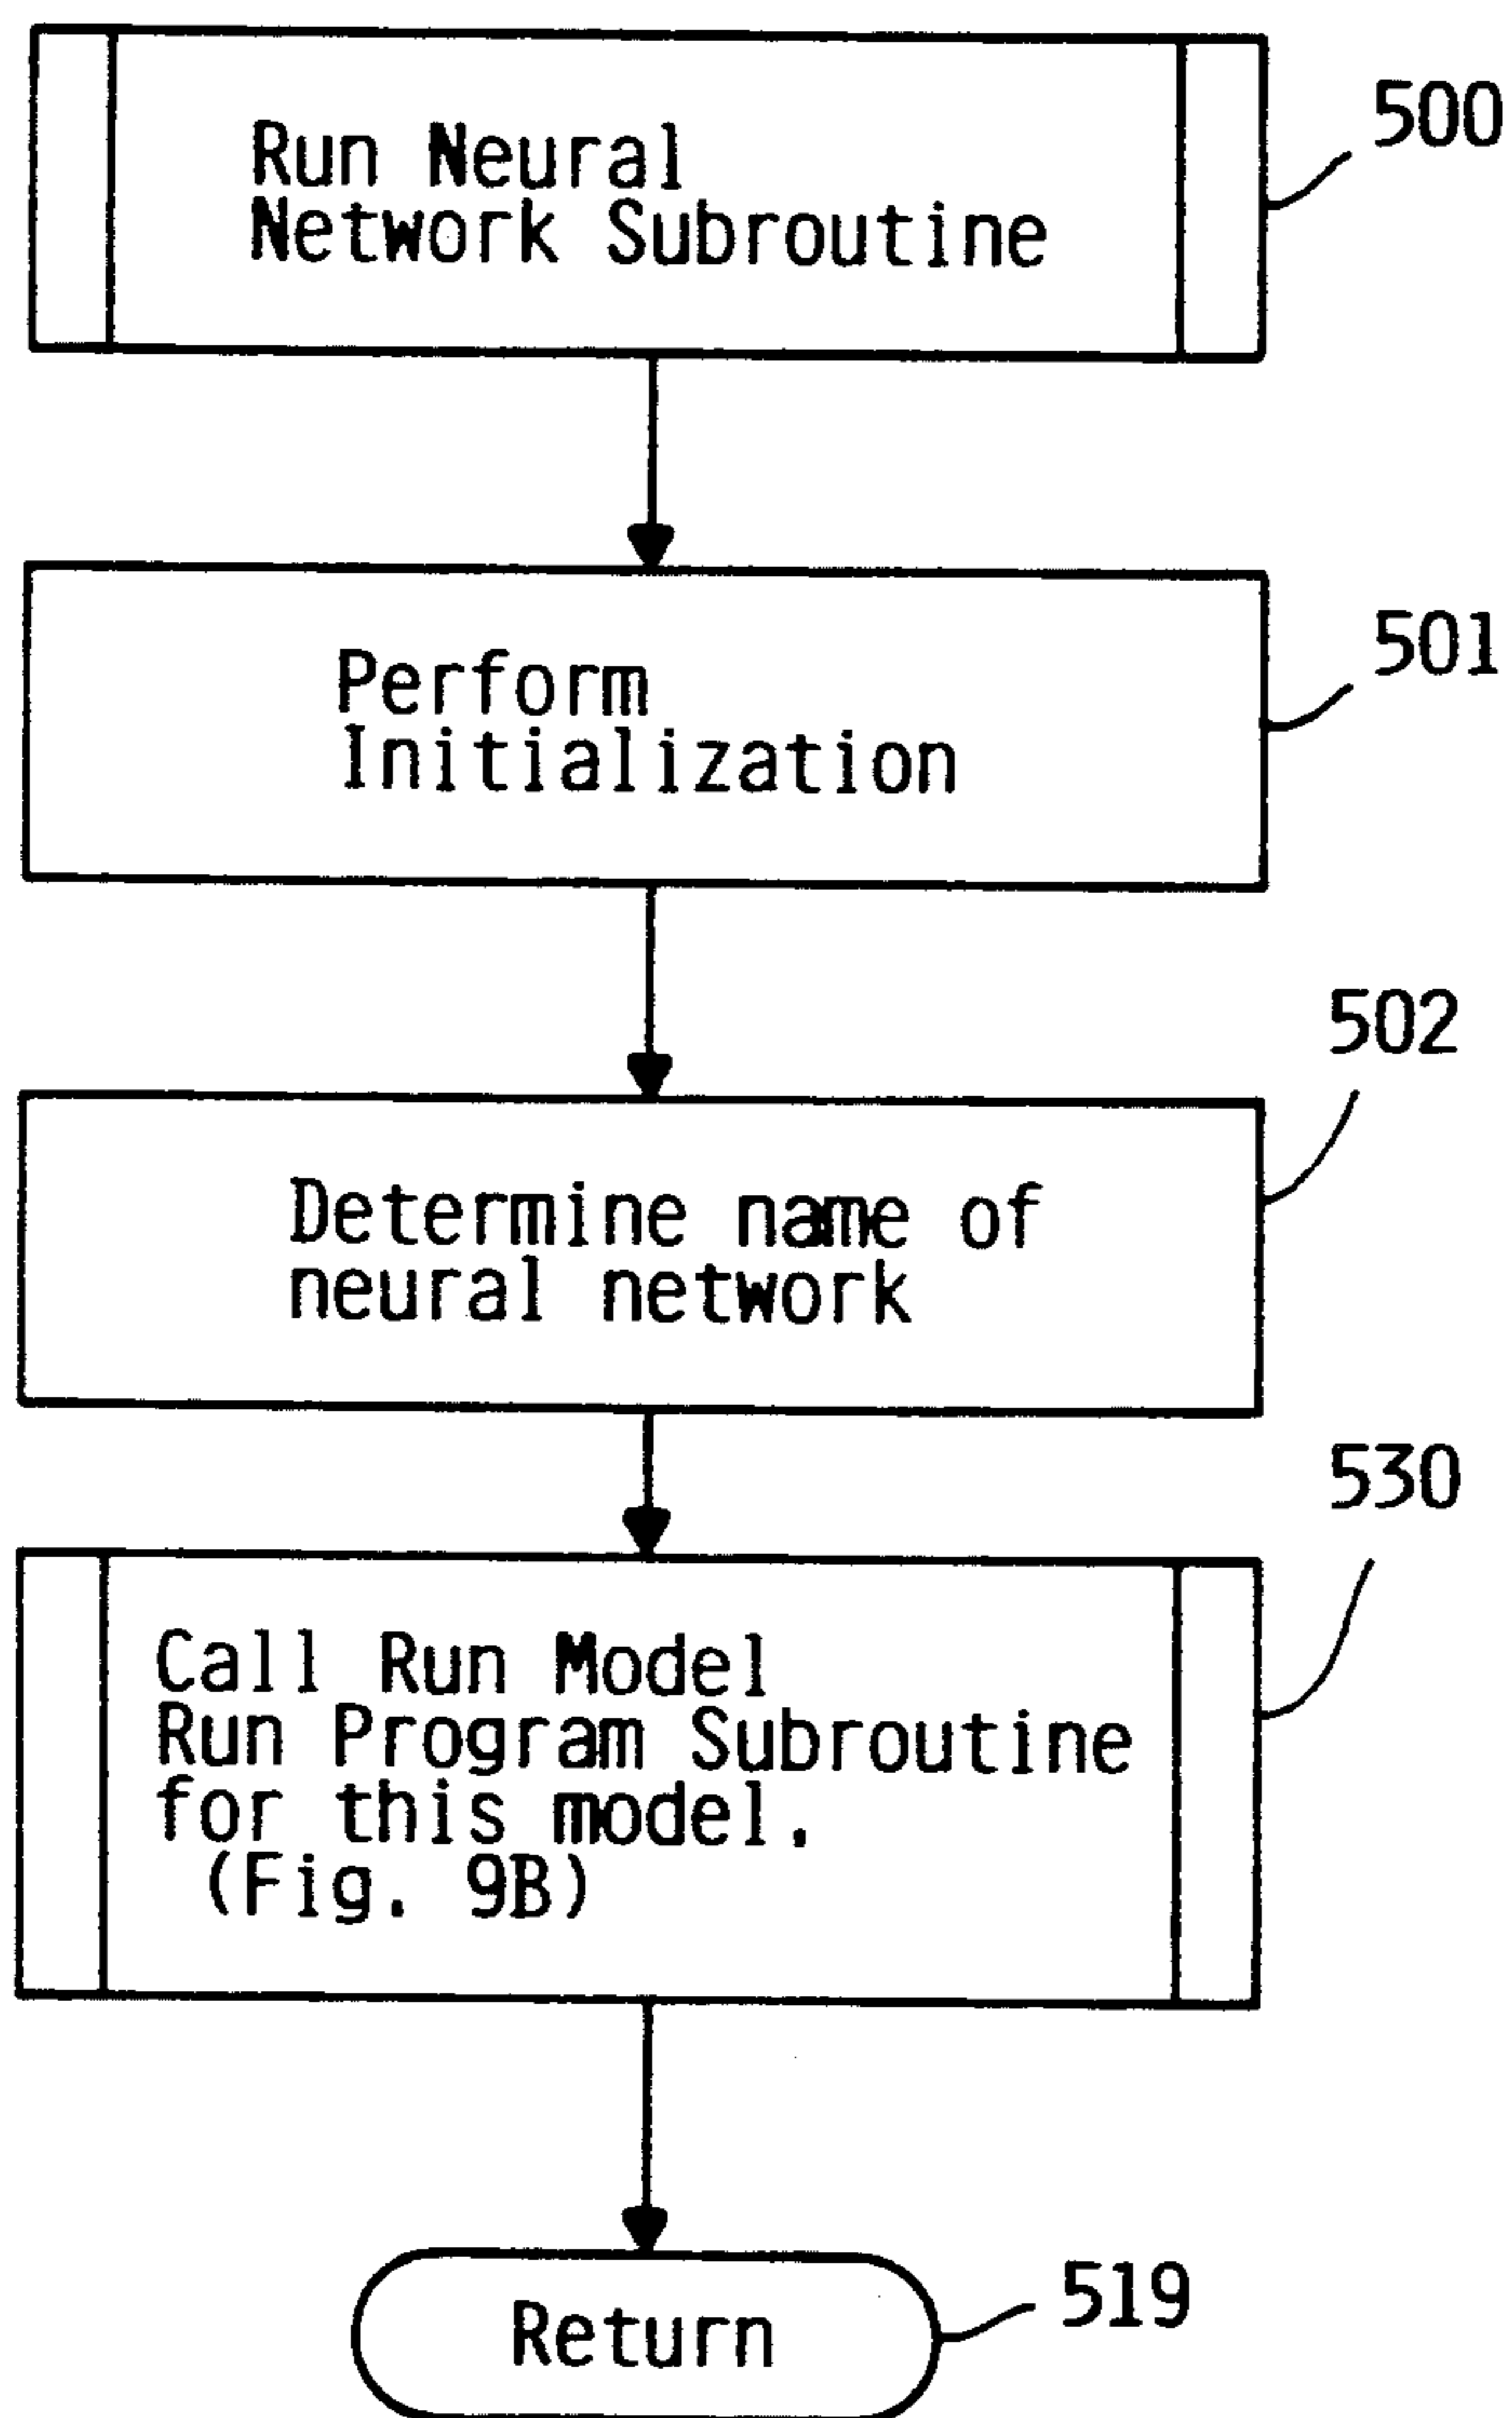 Run Neural
Network Subroutine
500
Perform
Initialization
501
502
Determine name of
neural network
530
Call Run Model
Run Program Subroutine
for this model.
(Fig. 9B)
Return
519